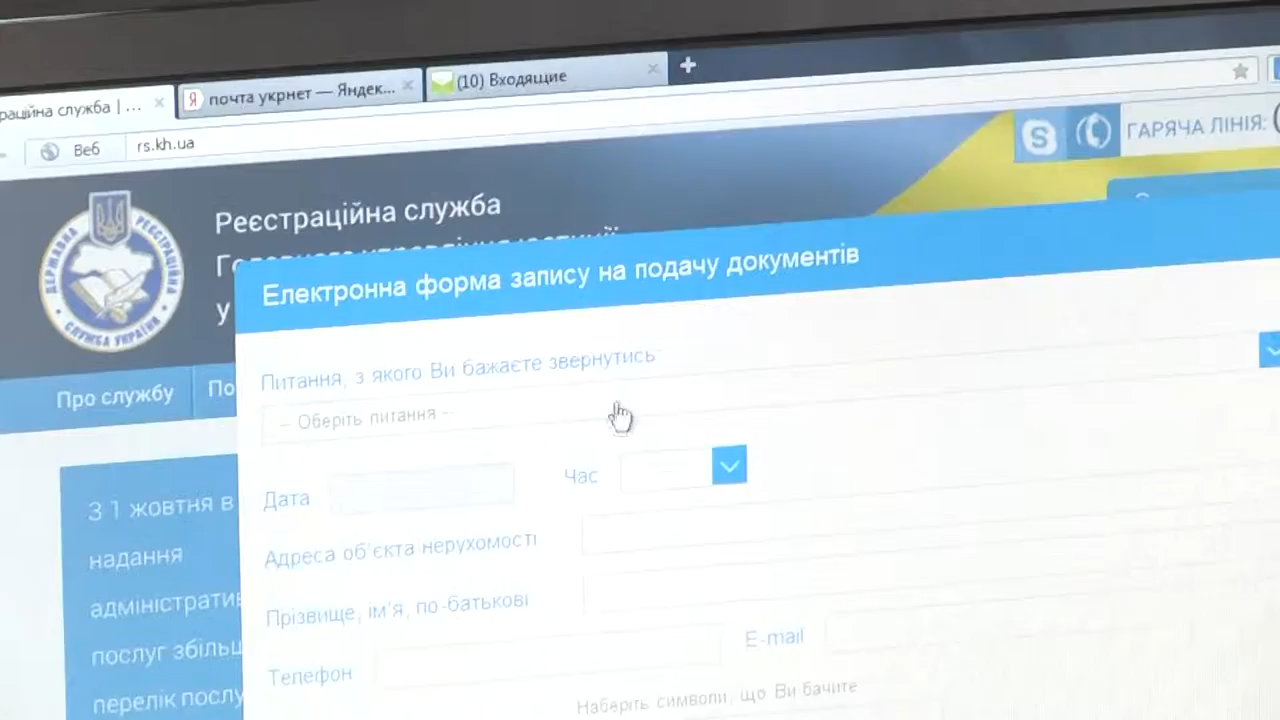 раційна служба | ...
почта укрнет — Яндек...
(10) Входящие
Веб
rs.kh.ua
ГАРЯЧА ЛІНІЯ: (
ДЕРЖАВНА РЕЄСТРАЦІЙНА
СЛУЖБА УКРАЇНИ
Реєстраційна служба
у
Електронна форма запису на подачу документів
Про службу
По
Питання, з якого Ви бажаєте звернутись:
-- Оберіть питання --
Дата
Час
Адреса об'єкта нерухомості
Прізвище, ім'я, по-батькові
Телефон
E-mail
Наберіть символи, що Ви бачите
З 1 жовтня в
надання
адміністратив
послуг збільш
перелік послу